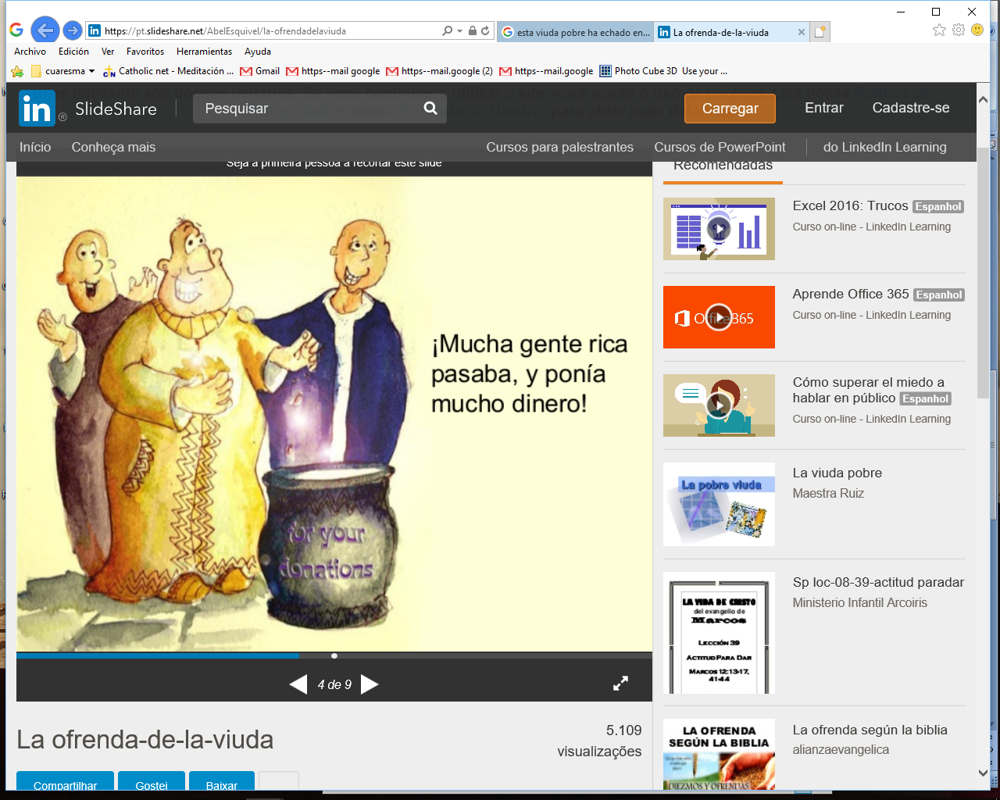 https://pt.slideshare.net/AbelEsquivel/la-ofrendadelaviuda
esta viuda pobre ha echado en...
La ofrenda-de-la-viuda
Archivo Edición Ver Favoritos Herramientas Ayuda
cuaresma
Catholic net - Meditación ...
Gmail
https--mail google
https--mail.google (2)
https--mail.google
Photo Cube 3D Use your ...
in SlideShare
Pesquisar
Carregar
Entrar
Cadastre-se
Início
Conheça mais
Cursos para palestrantes
Cursos de PowerPoint
do LinkedIn Learning
Seja a primeira pessoa a recortar este slide
Recomendadas
¡Mucha gente rica
pasaba, y ponía
mucho dinero!
for your
donations
4 de 9
La ofrenda-de-la-viuda
5.109
visualizações
Compartilhar
Gostei
Baixar
Excel 2016: Trucos Espanhol
Curso on-line - LinkedIn Learning
Office 365
Aprende Office 365 Espanhol
Curso on-line - LinkedIn Learning
Cómo superar el miedo a
hablar en público Espanhol
Curso on-line - LinkedIn Learning
La pobre viuda
La viuda pobre
Maestra Ruiz
LA VIDA DE CRISTO
del evangelio de
Marcos
Lección 39
Actitud Para Dar
Marcos 12:13-17,
41-44
Sp loc-08-39-actitud paradar
Ministerio Infantil Arcoiris
LA OFRENDA
SEGÚN LA BIBLIA
DIEZMOS Y OFRENDAS
La ofrenda según la biblia
alianzaevangelica